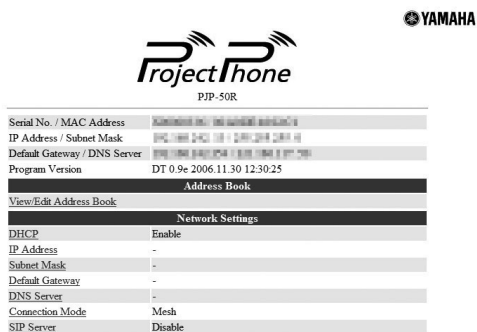 YAMAHA
ProjectPhone
PJP-50R
Serial No. / MAC Address
IP Address / Subnet Mask
Default Gateway / DNS Server
Program Version DT 0.9e 2006.11.30 12:30:25
Address Book
View/Edit Address Book
Network Settings
DHCP Enable
IP Address -
Subnet Mask -
Default Gateway -
DNS Server -
Connection Mode Mesh
SIP Server Disable